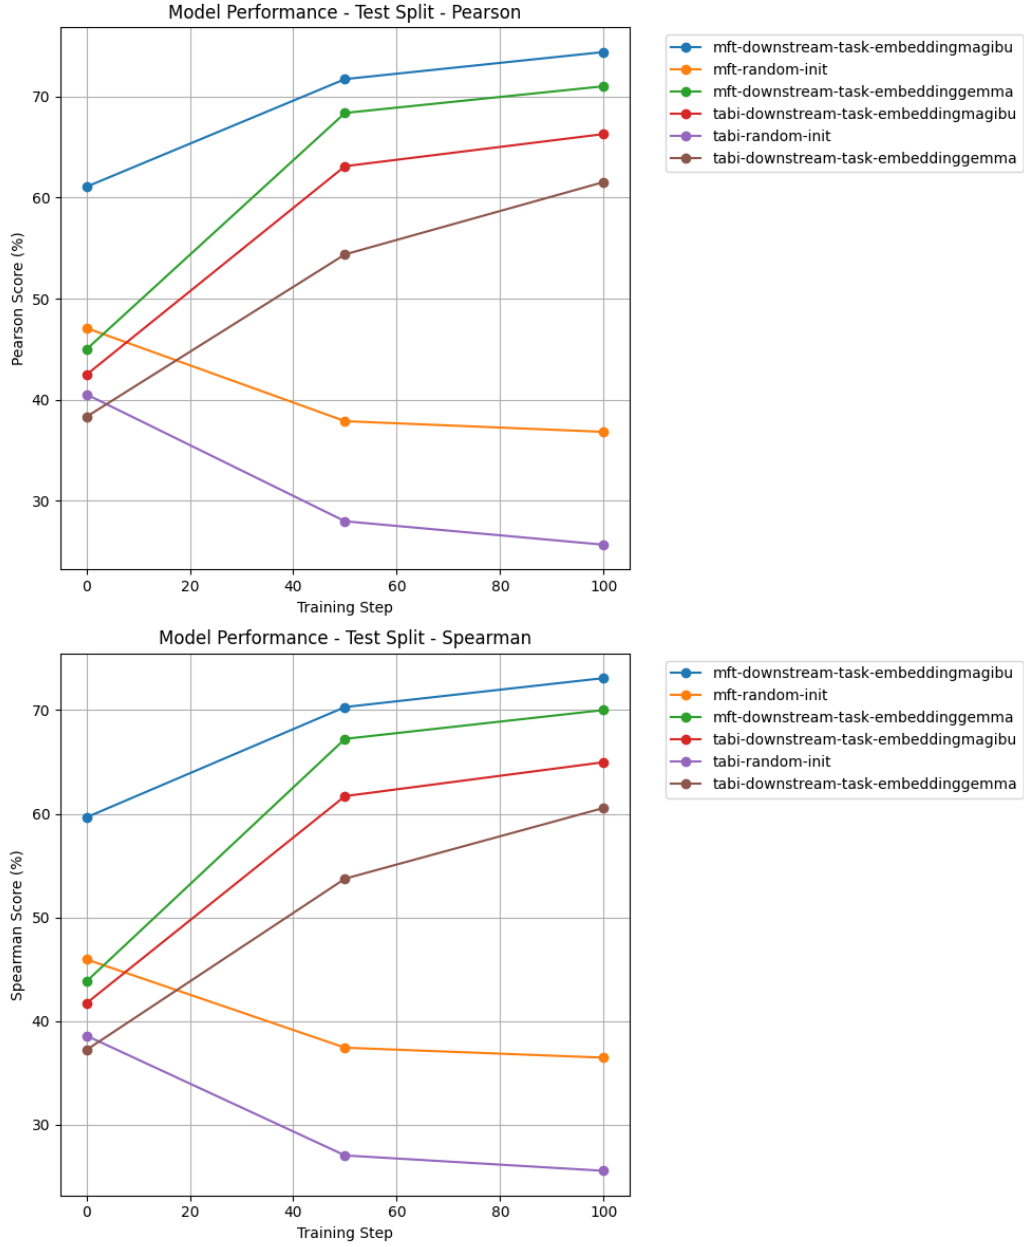 Model Performance - Test Split - Pearson
Pearson Score (%)
70
60
50
40
30
0 20 40 60 80 100
Training Step
mft-downstream-task-embeddingmagibu
mft-random-init
mft-downstream-task-embeddinggemma
tabi-downstream-task-embeddingmagibu
tabi-random-init
tabi-downstream-task-embeddinggemma
Model Performance - Test Split - Spearman
Spearman Score (%)
70
60
50
40
30
0 20 40 60 80 100
Training Step
mft-downstream-task-embeddingmagibu
mft-random-init
mft-downstream-task-embeddinggemma
tabi-downstream-task-embeddingmagibu
tabi-random-init
tabi-downstream-task-embeddinggemma